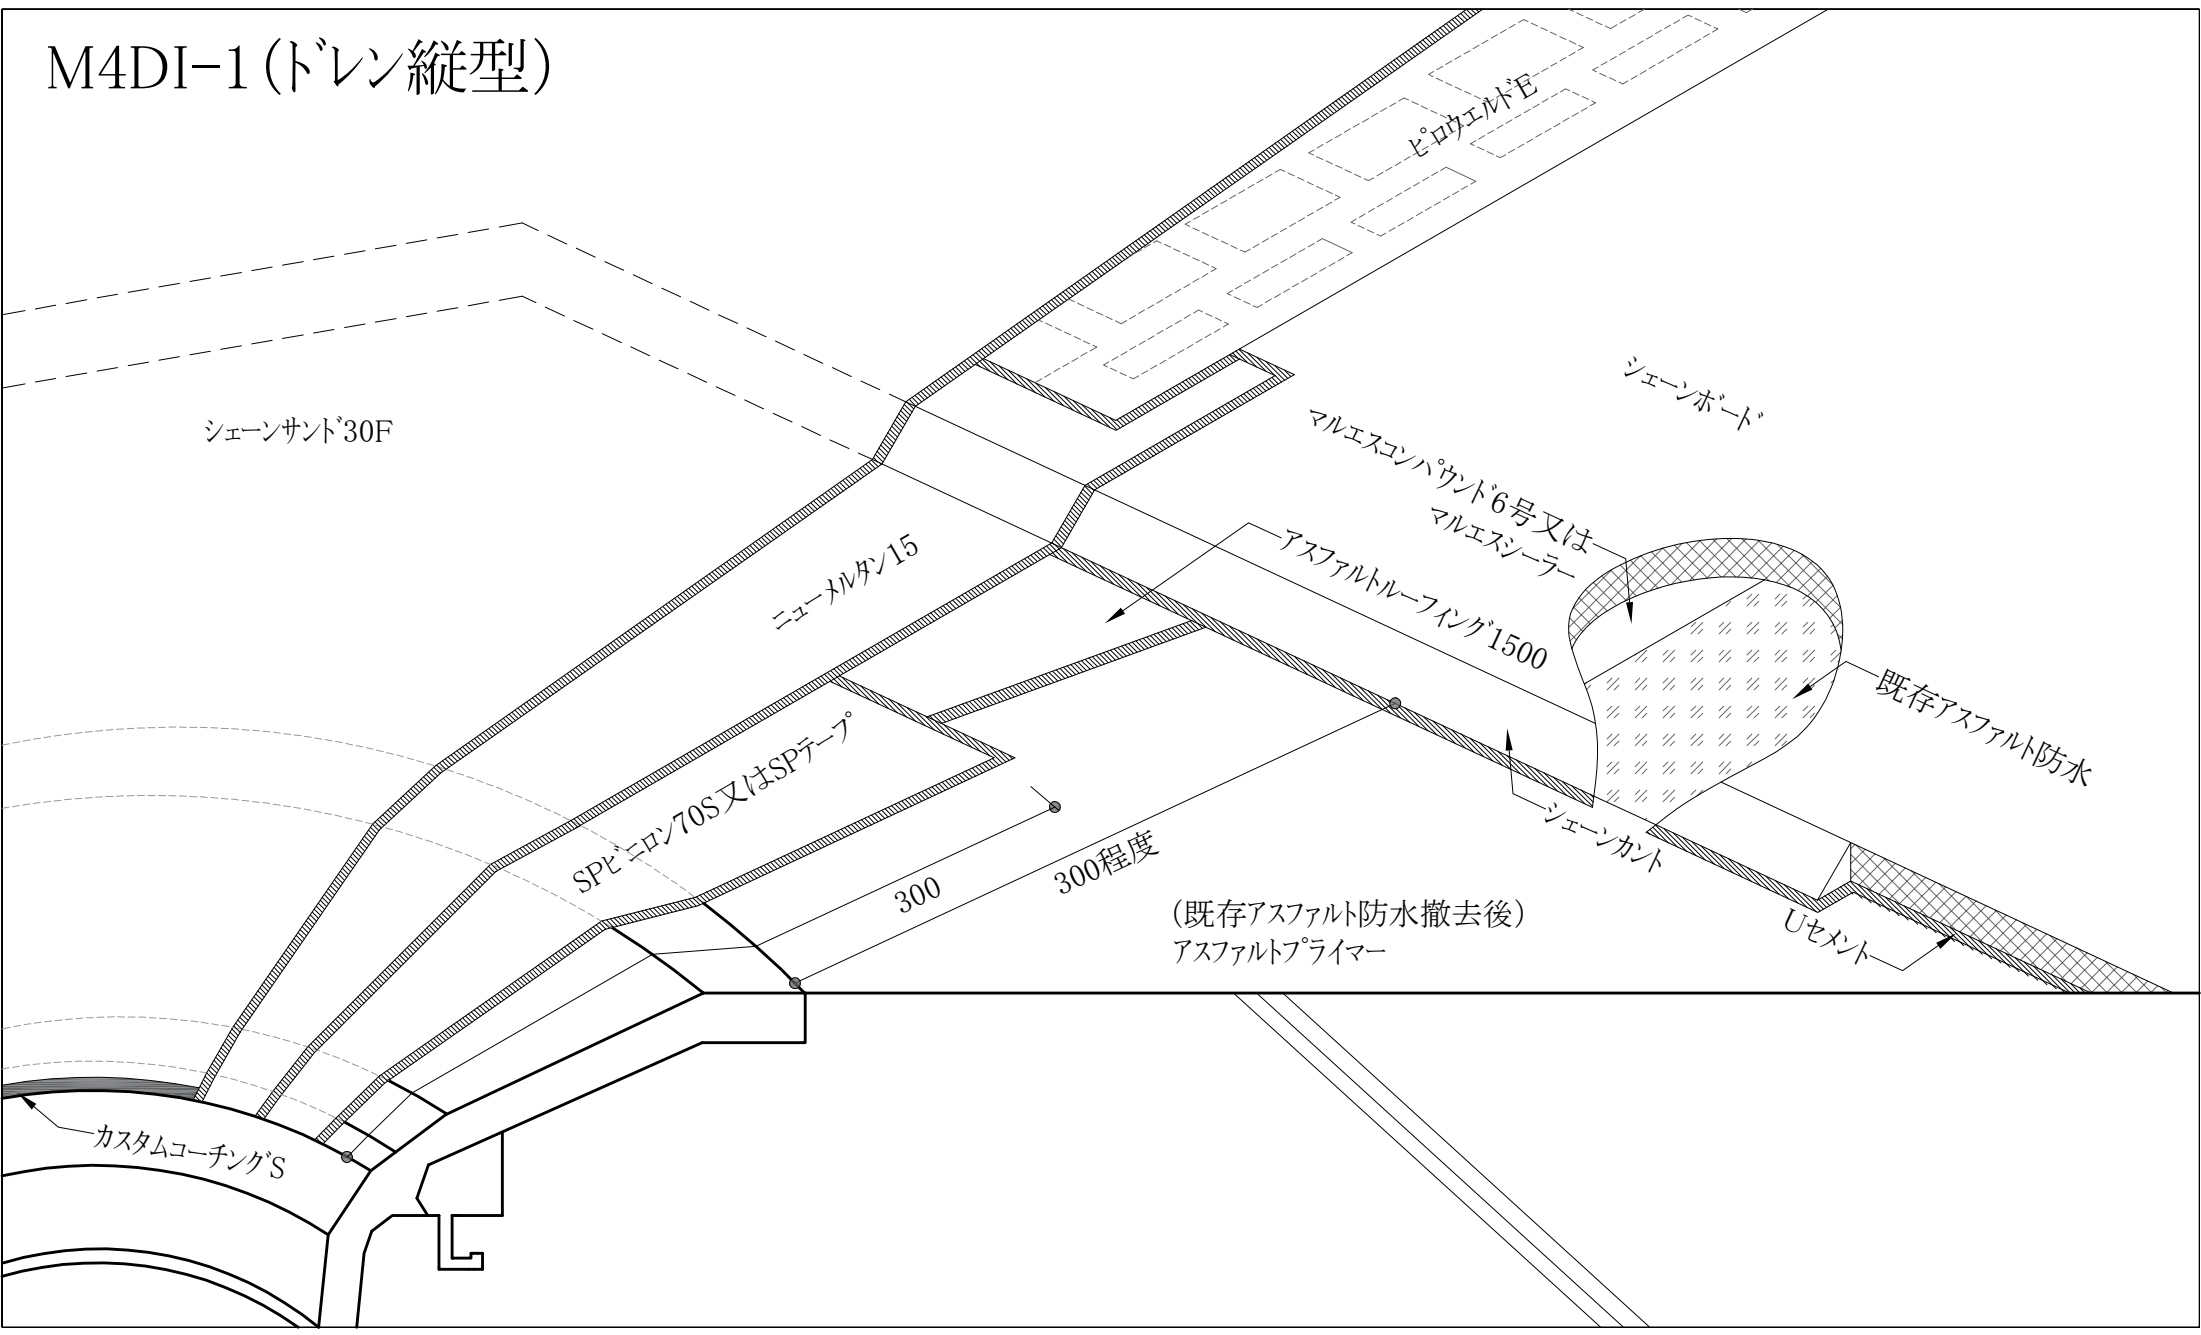 M4DI-1(ドレン縦型)
ピロウェルドE
シェーンボード
シェーンサンド30F
マルエスコンパウンド6号又は
マルエスシーラー
アスファルトルーフィング1500
ニューメルタン15
既存アスファルト防水
SPビニロン70S又はSPテープ
シェーンカント
300
300程度
(既存アスファルト防水撤去後)
アスファルトプライマー
Uセメント
カスタムコーチングS